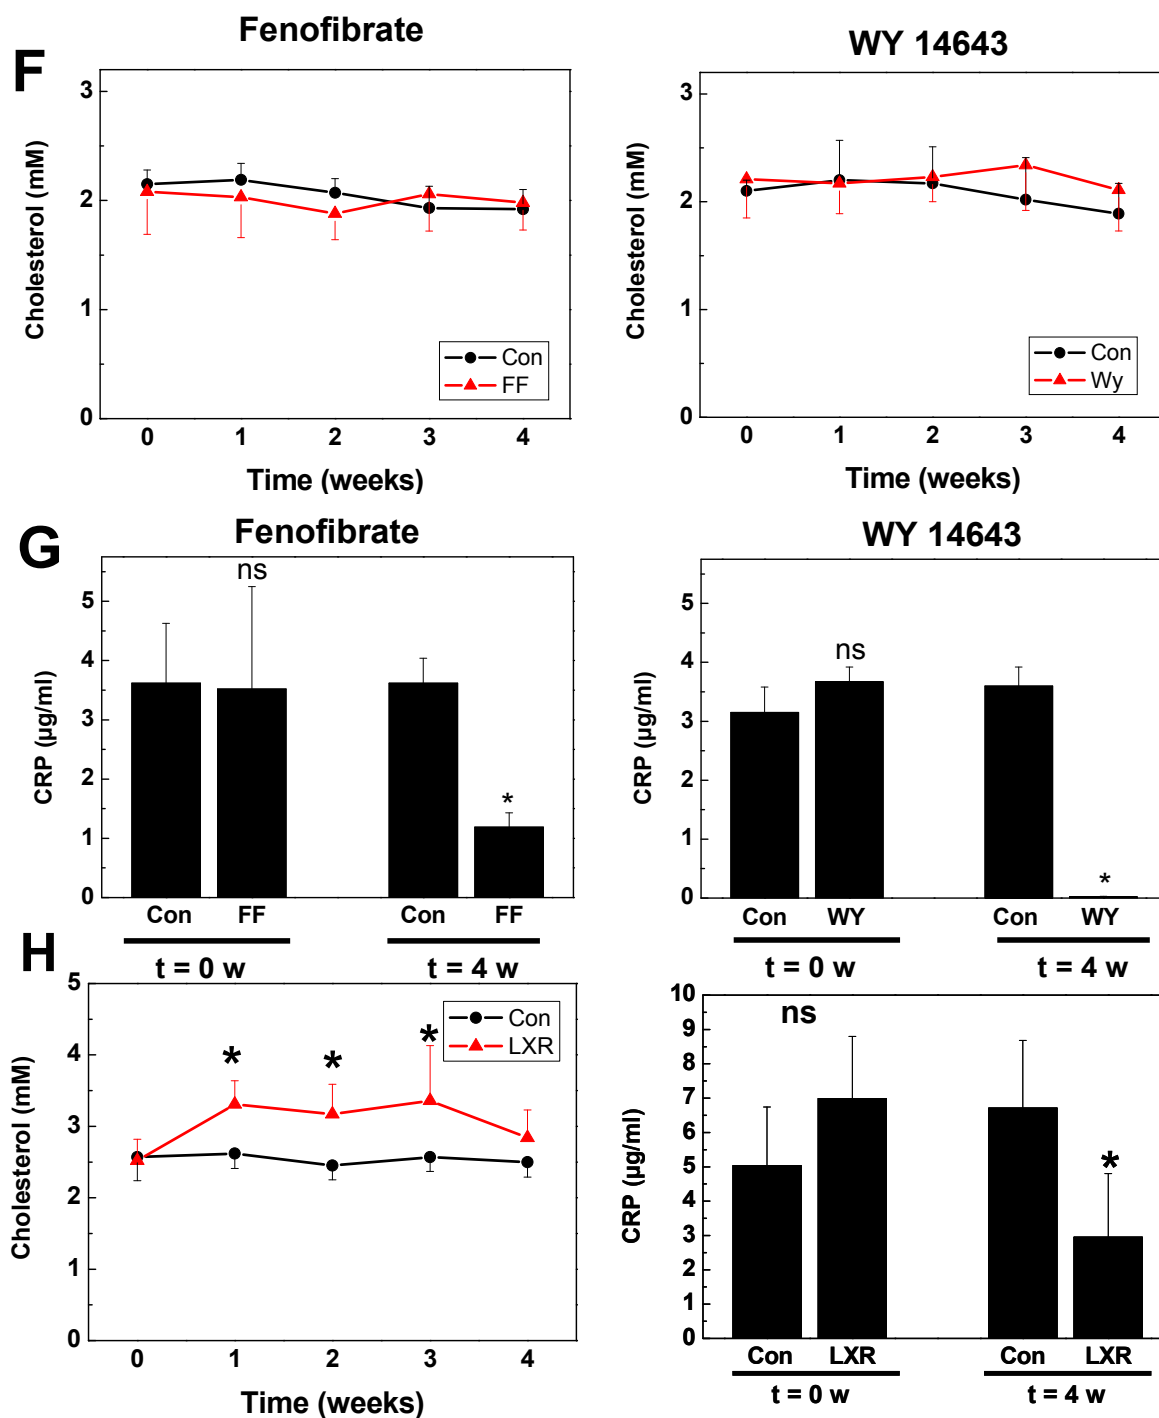 F
Fenofibrate
Cholesterol (mM)
3
2
1
0
Con
FF
0 1 2 3 4
Time (weeks)
WY 14643
Cholesterol (mM)
3
2
1
0
Con
Wy
0 1 2 3 4
Time (weeks)
G
Fenofibrate
CRP (µg/ml)
5
4
3
2
1
0
ns
*
Con FF Con FF
t = 0 w t = 4 w
WY 14643
CRP (µg/ml)
5
4
3
2
1
0
ns
*
Con WY Con WY
t = 0 w t = 4 w
H
Cholesterol (mM)
5
4
3
2
1
0
Con
LXR
* * *
0 1 2 3 4
Time (weeks)
CRP (µg/ml)
10
9
8
7
6
5
4
3
2
1
0
ns
*
Con LXR Con LXR
t = 0 w t = 4 w